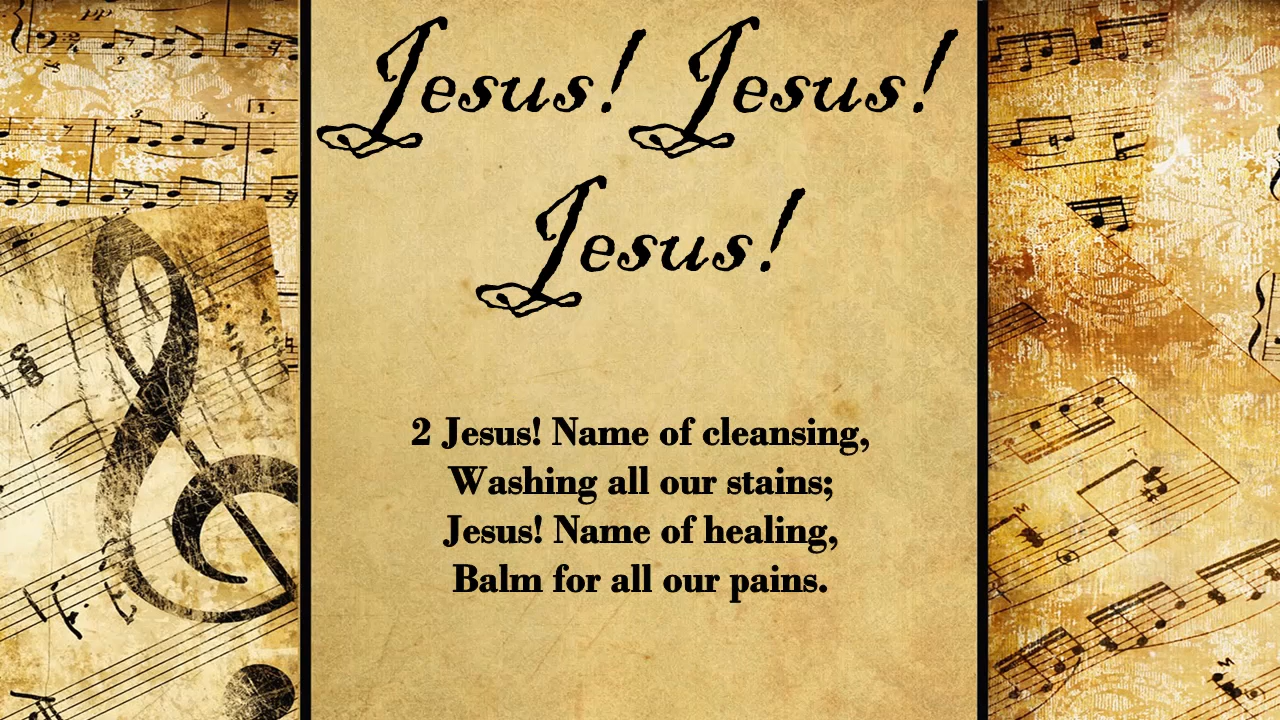 Jesus! Jesus!
Jesus!
2 Jesus! Name of cleansing,
Washing all our stains;
Jesus! Name of healing,
Balm for all our pains.